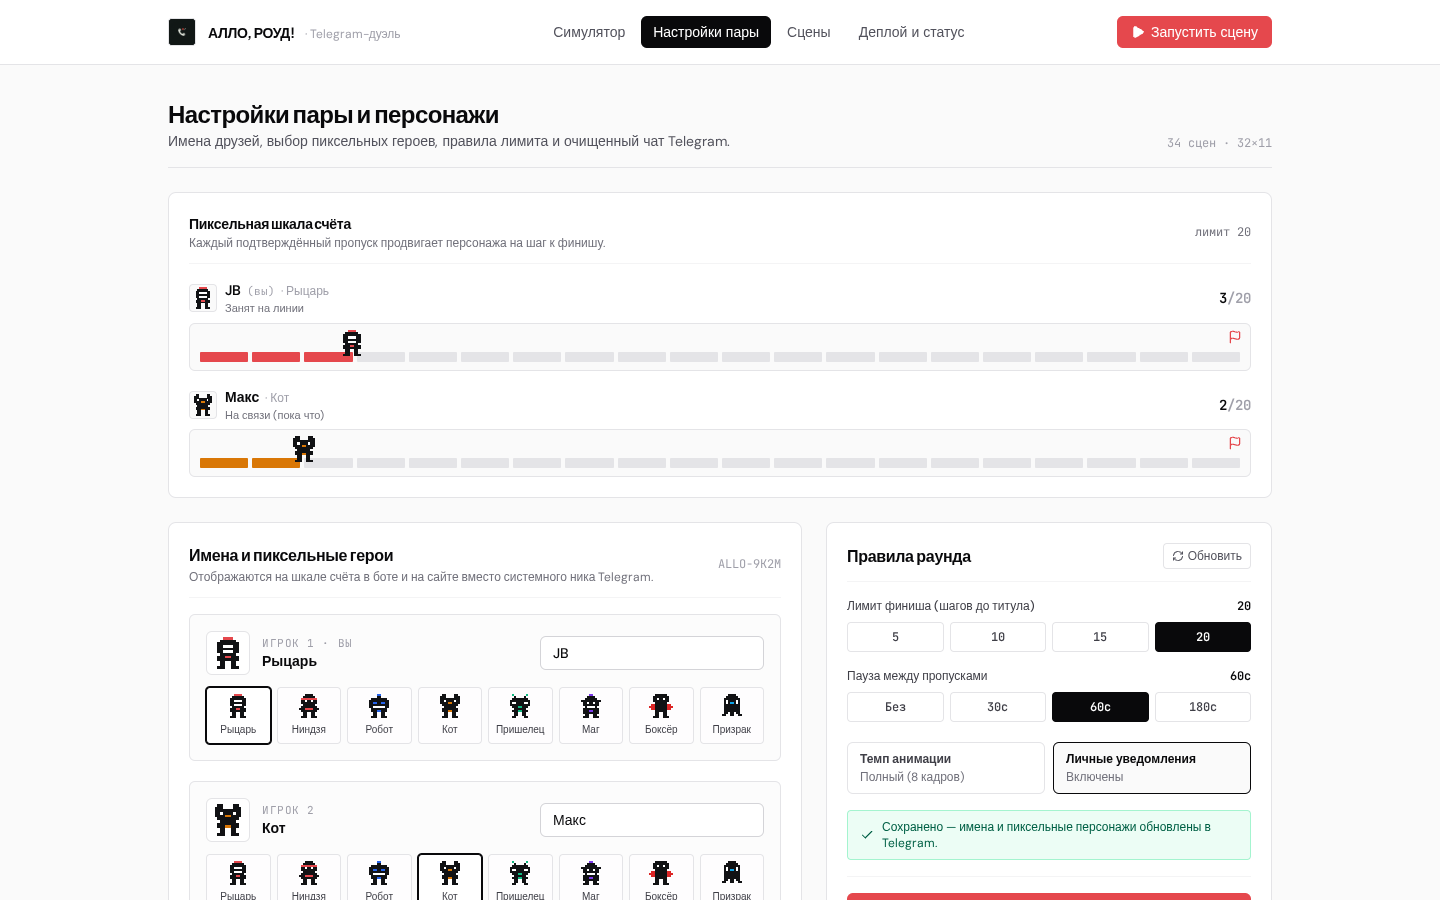 АЛЛО, РОУД! · Telegram-дуэль
Симулятор
Настройки пары
Сцены
Деплой и статус
Запустить сцену
Настройки пары и персонажи
Имена друзей, выбор пиксельных героев, правила лимита и очищенный чат Telegram.
34 сцен · 32×11
Пиксельная шкала счёта
Каждый подтверждённый пропуск продвигает персонажа на шаг к финишу.
лимит 20
JB (вы) · Рыцарь
Занят на линии
3/20
Макс · Кот
На связи (пока что)
2/20
Имена и пиксельные герои
Отображаются на шкале счёта в боте и на сайте вместо системного ника Telegram.
ALLO-9K2M
ИГРОК 1 · ВЫ
Рыцарь
JB
Рыцарь
Ниндзя
Робот
Кот
Пришелец
Маг
Боксёр
Призрак
ИГРОК 2
Кот
Макс
Рыцарь
Ниндзя
Робот
Кот
Пришелец
Маг
Боксёр
Призрак
Правила раунда
Обновить
Лимит финиша (шагов до титула)
20
5
10
15
20
Пауза между пропусками
60с
Без
30с
60с
180с
Темп анимации
Полный (8 кадров)
Личные уведомления
Включены
Сохранено — имена и пиксельные персонажи обновлены в
Telegram.